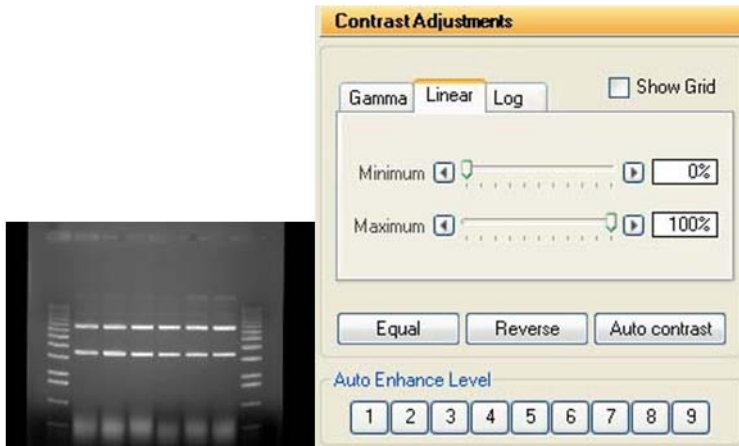 Contrast Adjustments
Gamma Linear Log Show Grid
Minimum 0%
Maximum 100%
Equal Reverse Auto contrast
Auto Enhance Level
1 2 3 4 5 6 7 8 9